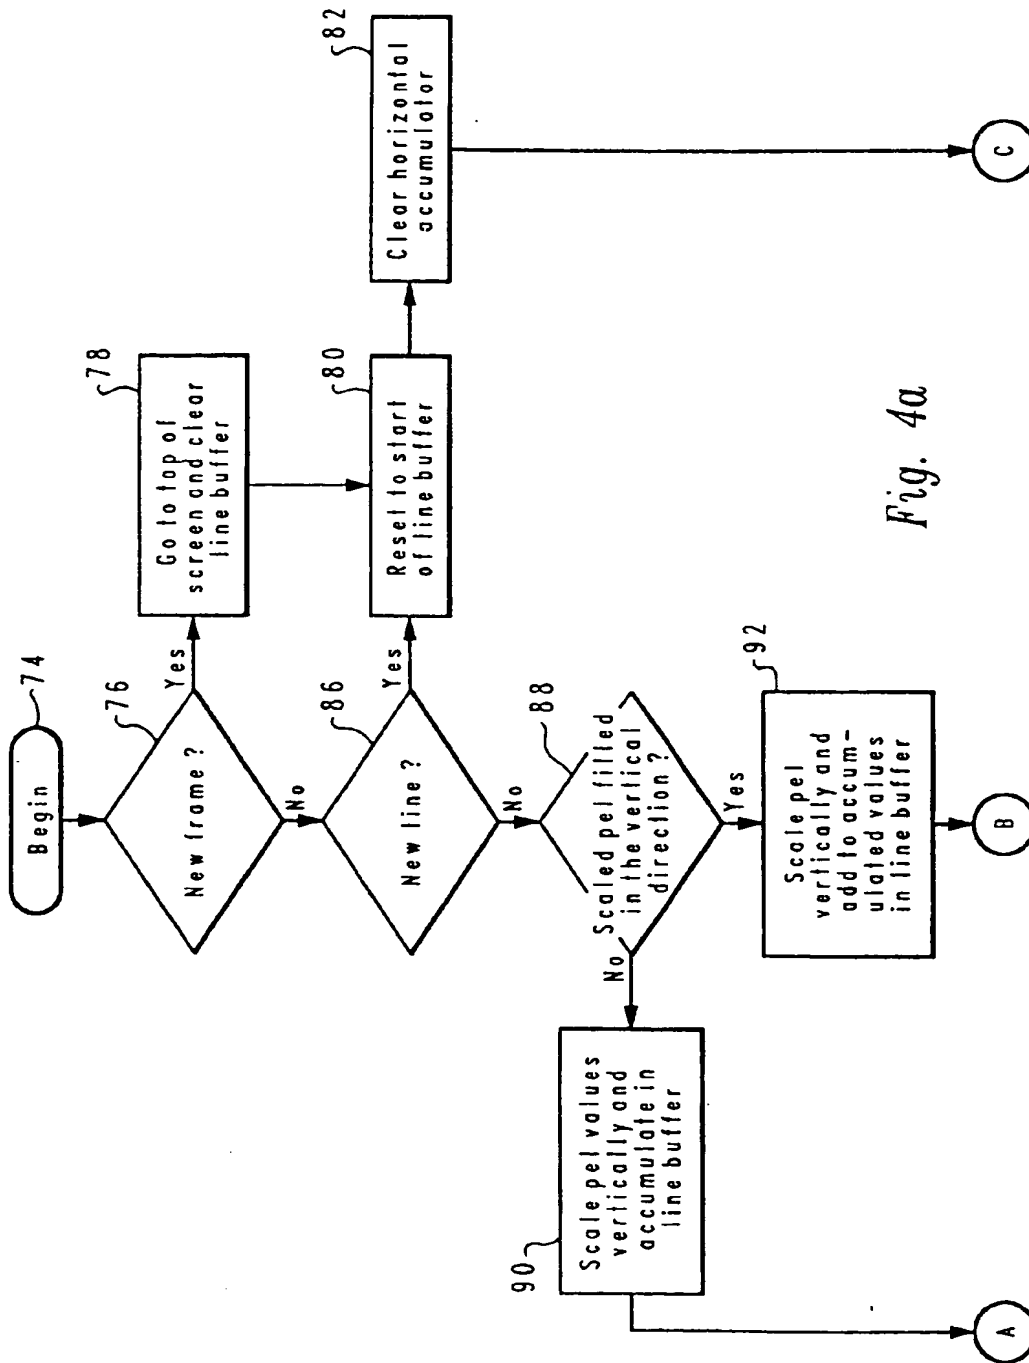 Begin
74
New frame?
76
Yes
No
Go to top of
screen and clear
line buffer
78
New line?
86
Yes
No
Reset to start
of line buffer
80
Clear horizontal
accumulator
82
Scaled pel filled
in the vertical
direction?
88
No
Yes
Scale pel values
vertically and
accumulate in
line buffer
90
Scale pel
vertically and
add to accum-
ulated values
in line buffer
92
A
B
C
Fig. 4a